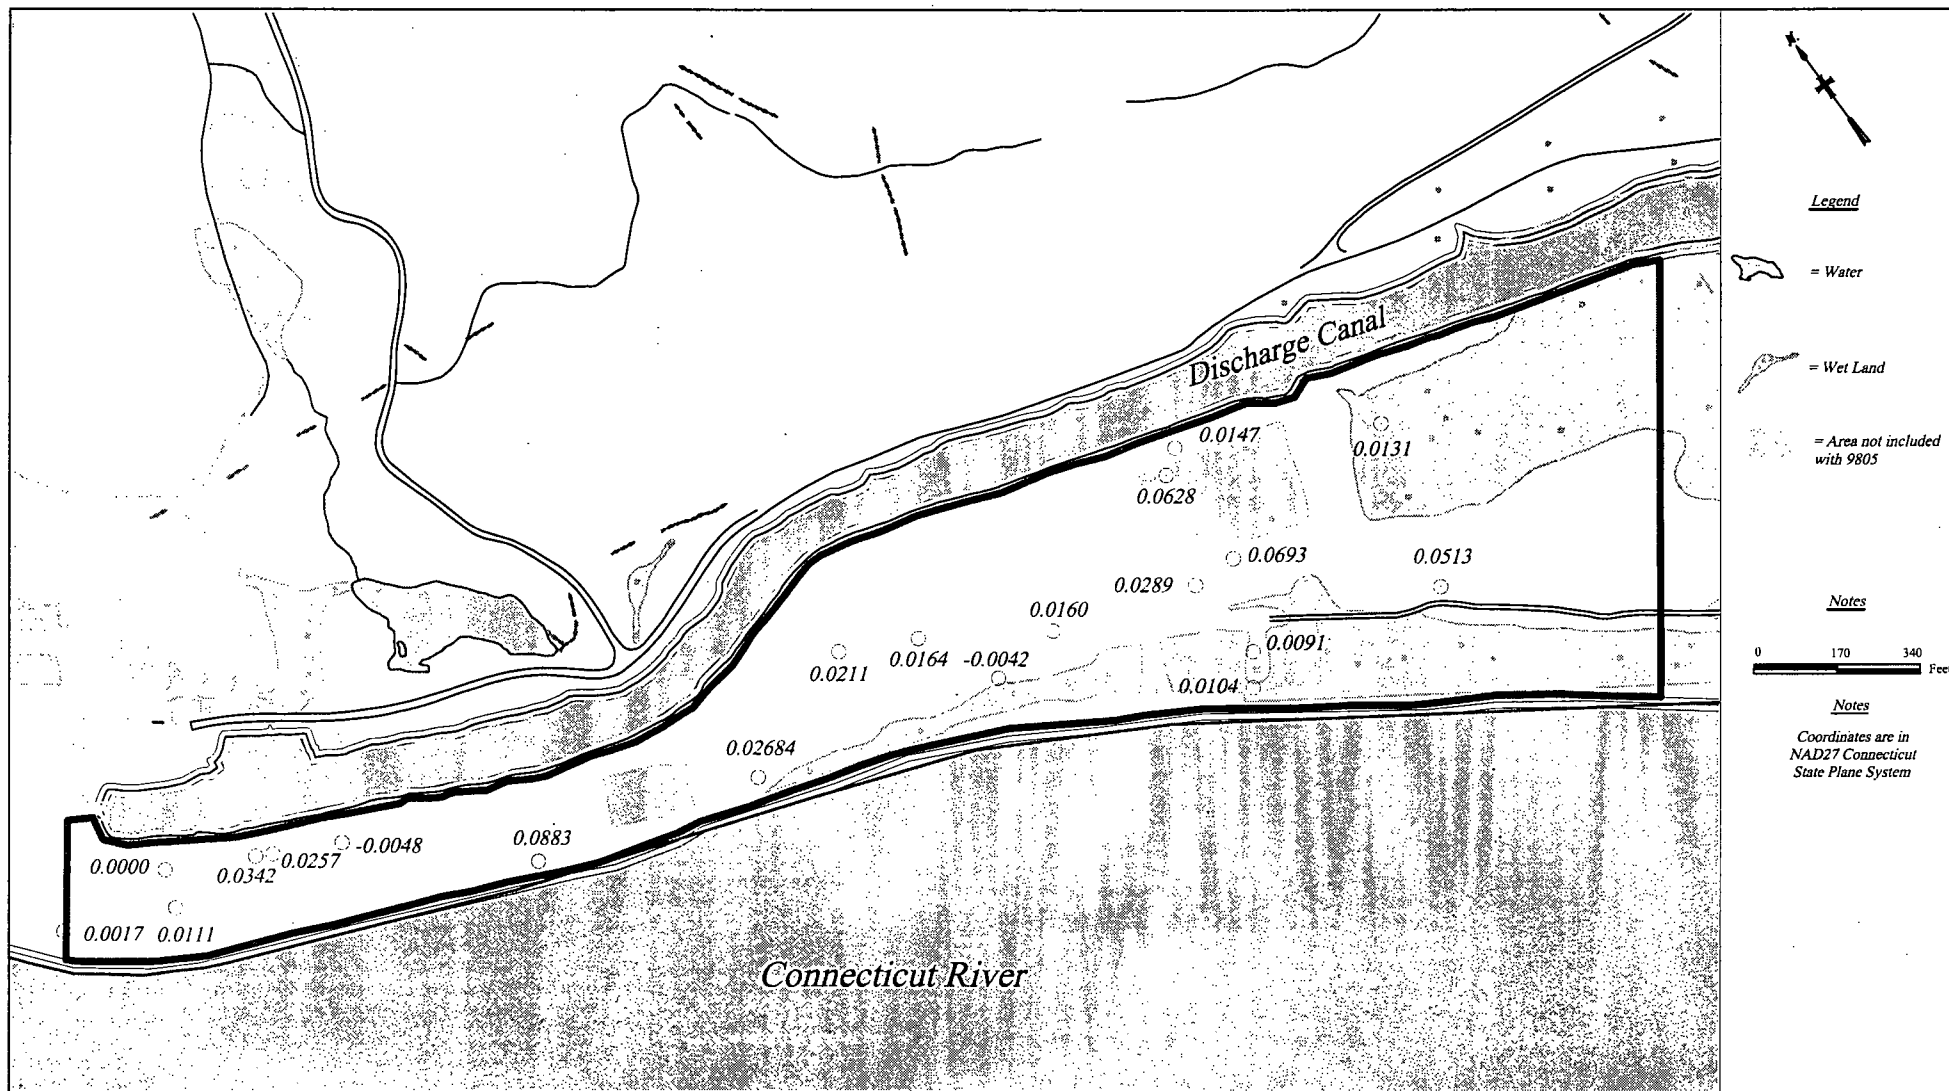 N
Legend
= Water
Discharge Canal
= Wet Land
0.0147
0.0131
= Area not included
with 9805
0.0628
0.0693
0.0513
0.0289
0.0160
Notes
0.0091
0.0211
0.0164
-0.0042
0 170 340
Feet
0.0104
Notes
0.02684
Coordinates are in
NAD27 Connecticut
State Plane System
0.0883
-0.0048
0.0257
0.0000
0.0342
0.0017
0.0111
Connecticut River